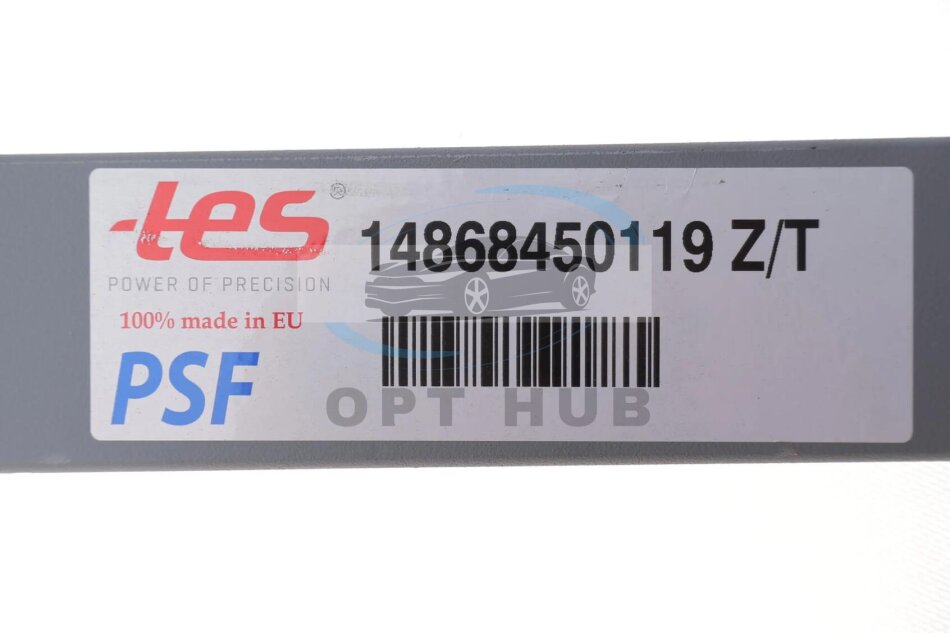 tes®
14868450119 Z/T
POWER OF PRECISION
100% made in EU
PSF
OPT HUB